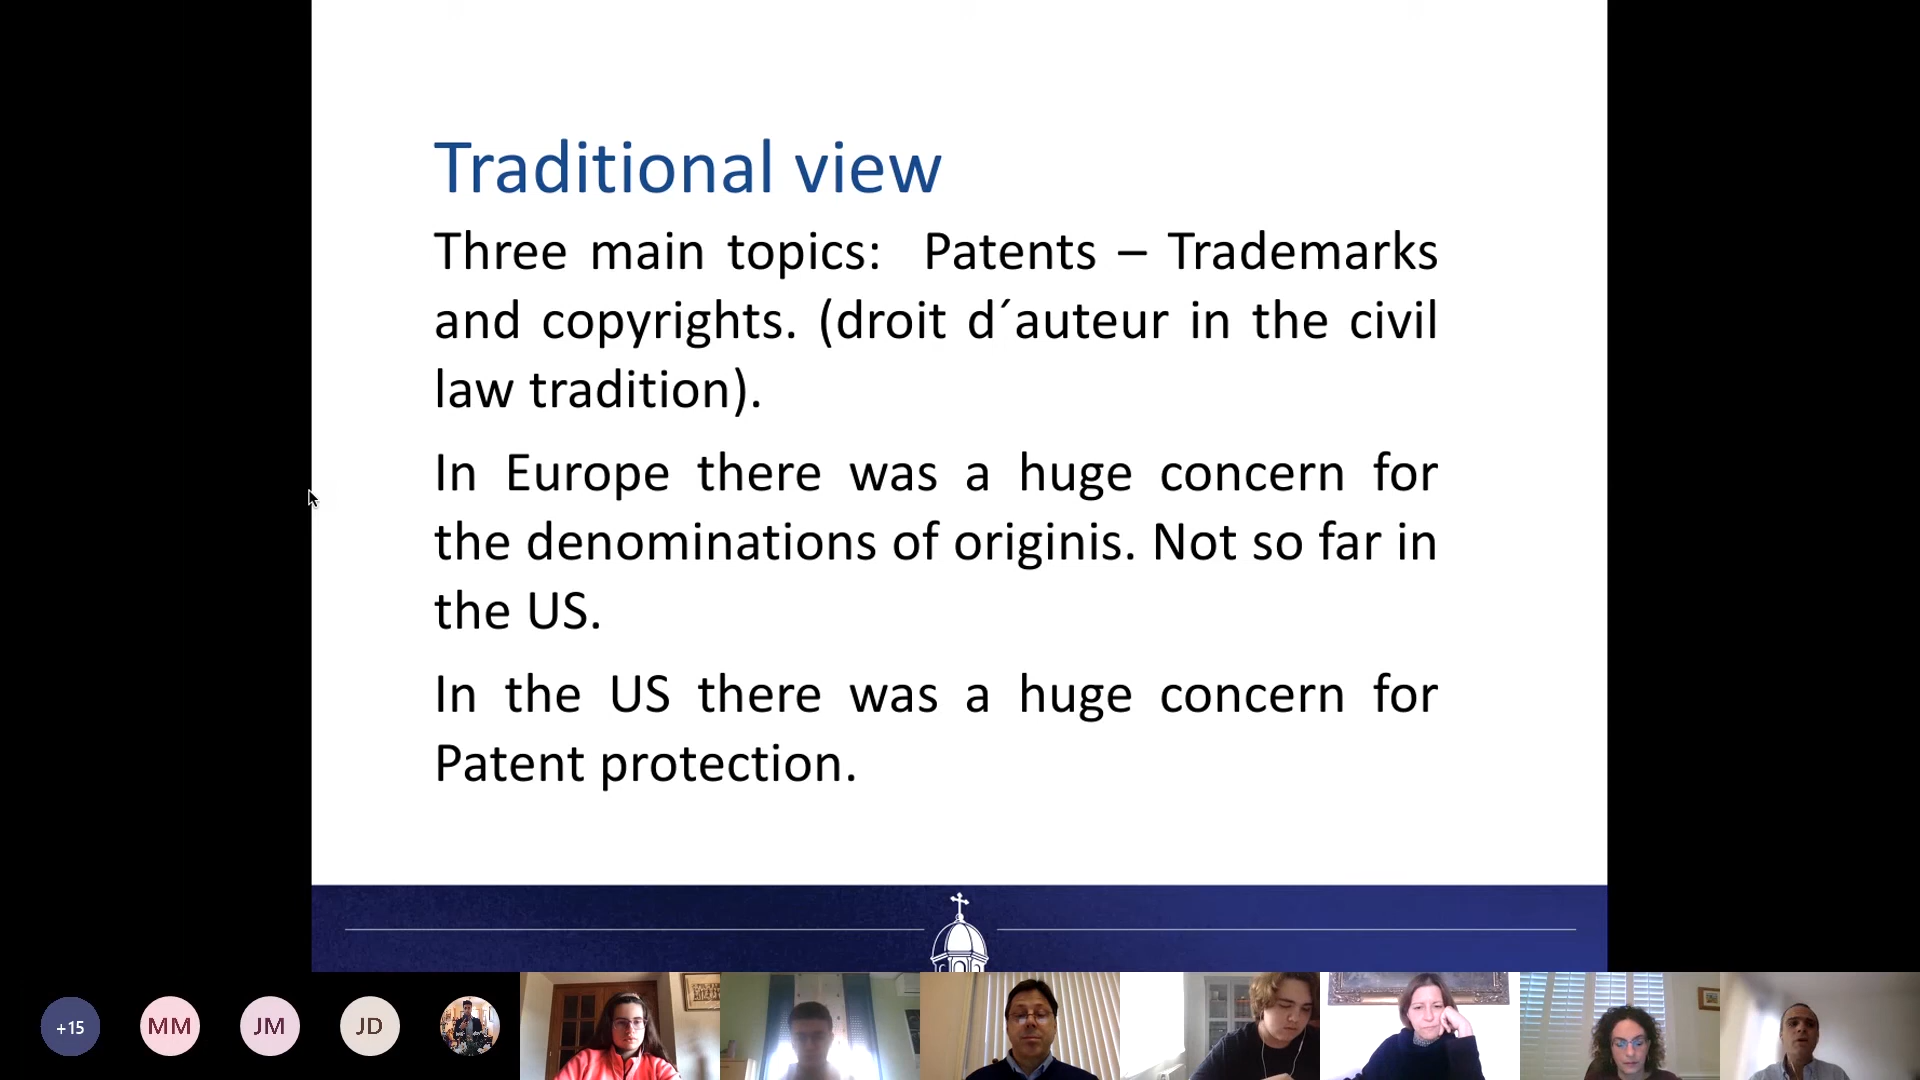 Traditional view
Three main topics: Patents – Trademarks
and copyrights. (droit d´auteur in the civil
law tradition).
In Europe there was a huge concern for
the denominations of originis. Not so far in
the US.
In the US there was a huge concern for
Patent protection.
+15
MM
JM
JD